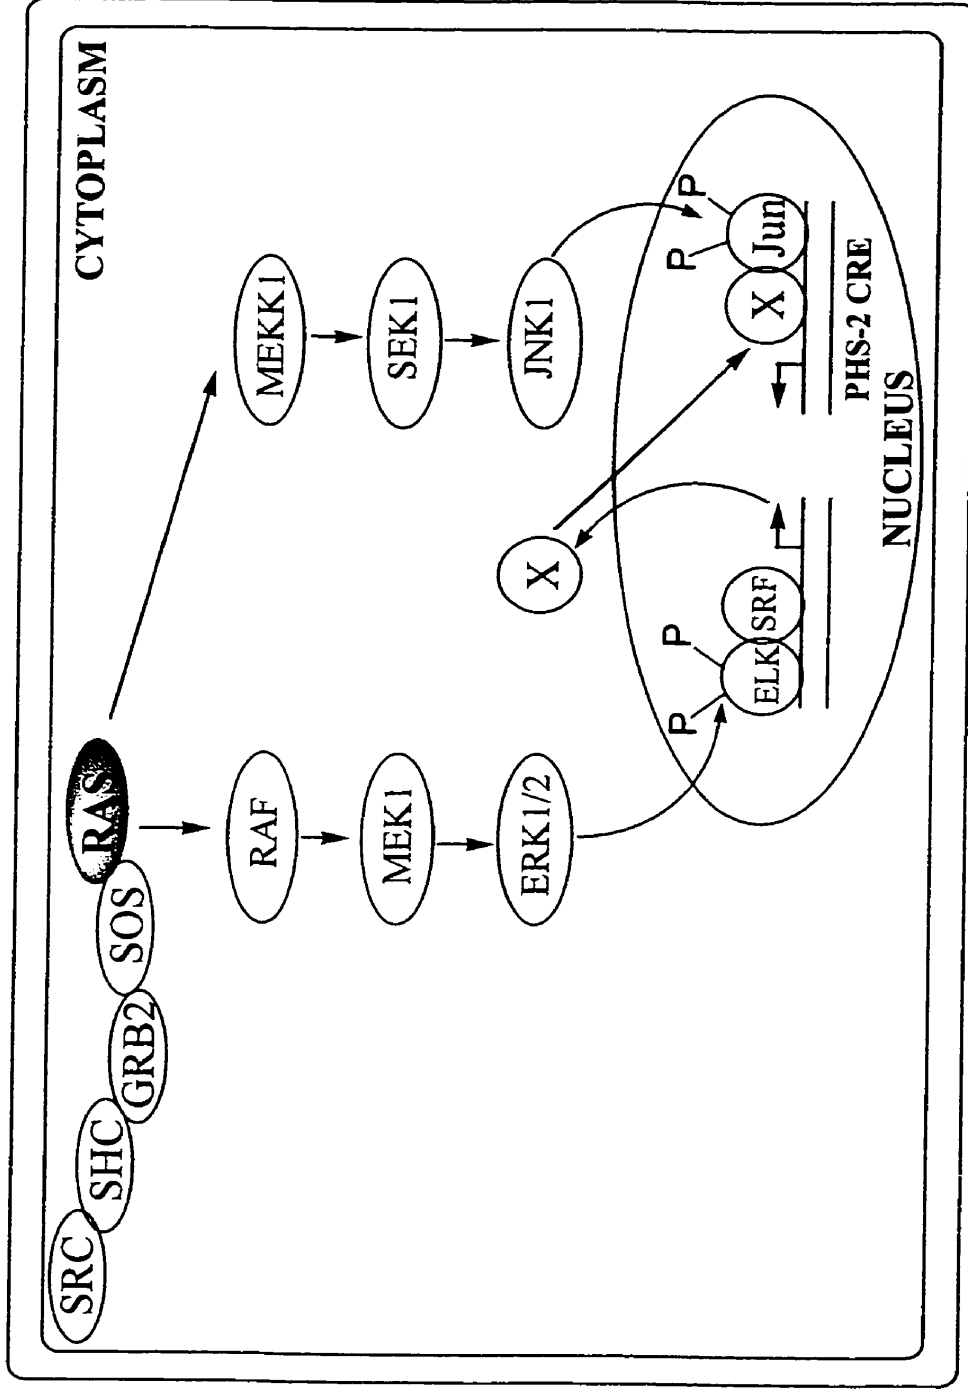 SRC
SHC
GRB2
SOS
RAS
CYTOPLASM
RAF
MEKK1
MEK1
SEK1
ERK1/2
X
JNK1
P
P
P
P
ELK
SRF
X
Jun
PHS-2 CRE
NUCLEUS